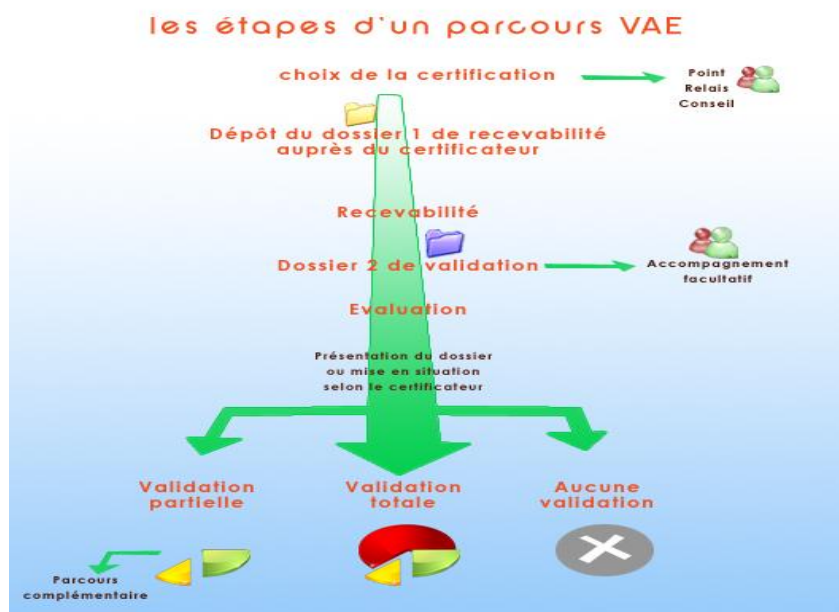 les étapes d'un parcours VAE
choix de la certification
Point
Relais
Conseil
Dépôt du dossier 1 de recevabilité
auprès du certificateur
Recevabilité
Dossier 2 de validation
Accompagnement
facultatif
Evaluation
Présentation du dossier
ou mise en situation
selon le certificateur
Validation
partielle
Validation
totale
Aucune
validation
Parcours
complémentaire